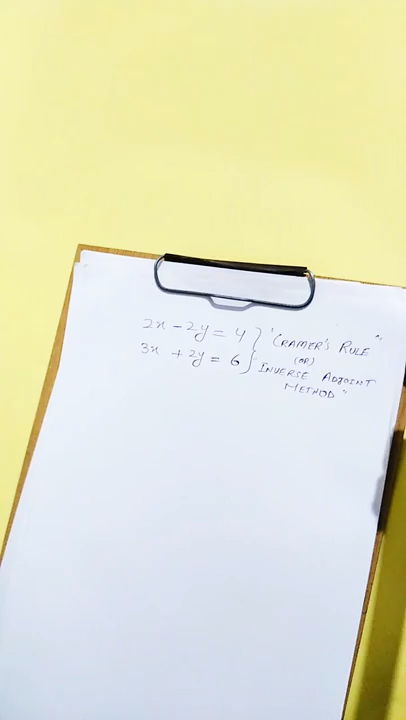 2x - 2y = 4 } "CRAMER'S RULE"
(OR)
3x + 2y = 6 } "INVERSE ADJOINT
METHOD"